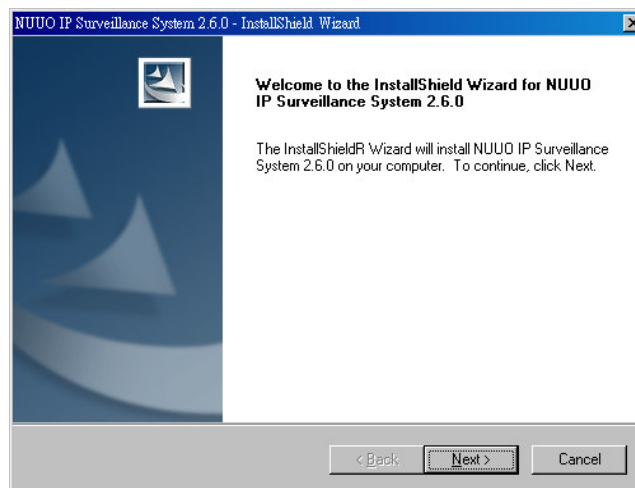 NUUO IP Surveillance System 2.6.0 - InstallShield Wizard
Welcome to the InstallShield Wizard for NUUO
IP Surveillance System 2.6.0
The InstallShieldR Wizard will install NUUO IP Surveillance
System 2.6.0 on your computer. To continue, click Next.
< Back
Next >
Cancel